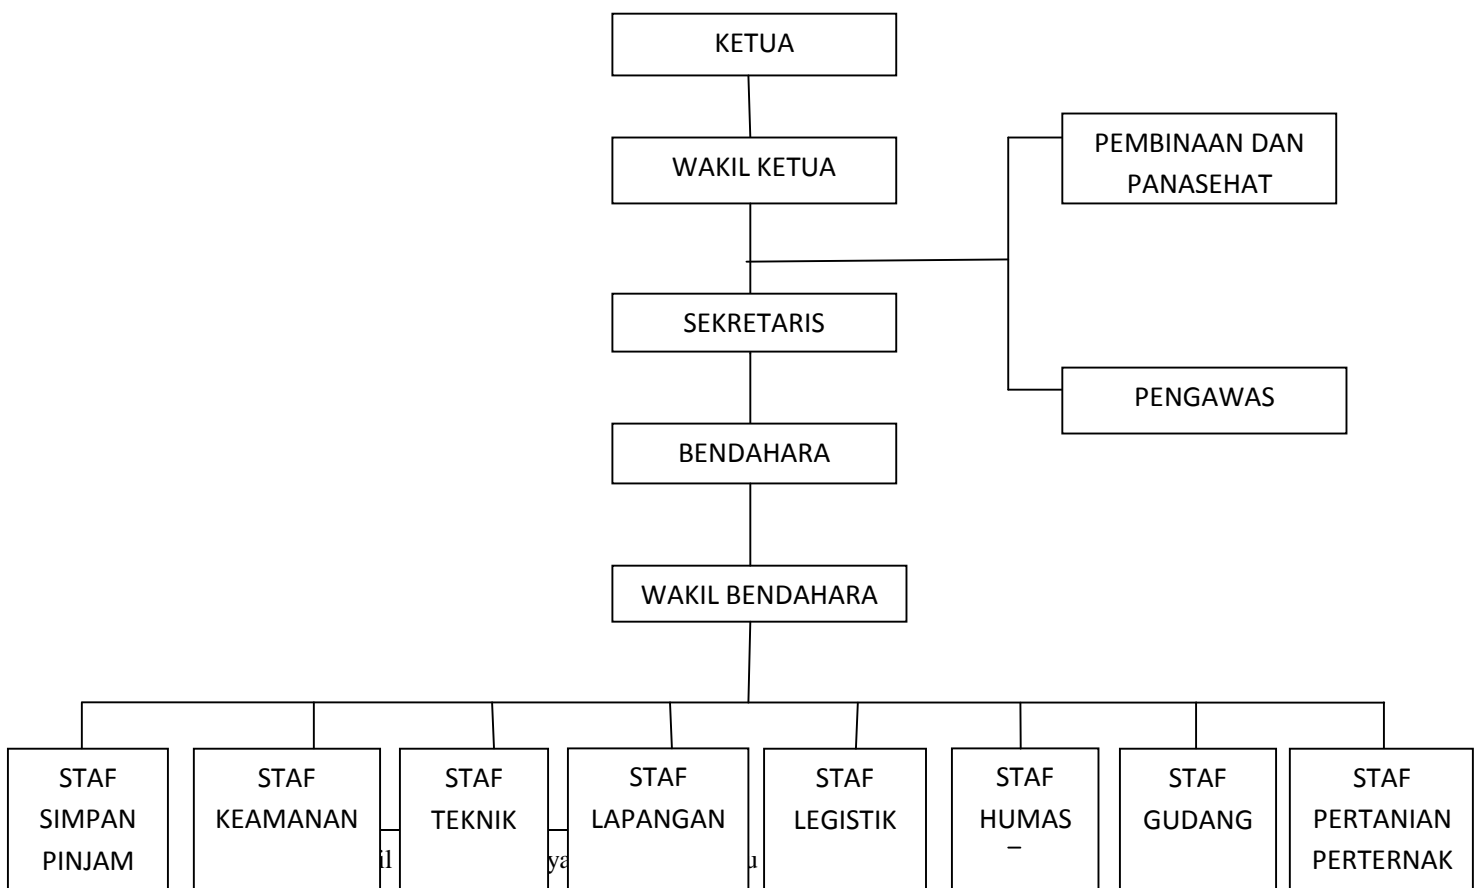 KETUA
WAKIL KETUA
PEMBINAAN DAN
PANASEHAT
SEKRETARIS
PENGAWAS
BENDAHARA
WAKIL BENDAHARA
STAF
SIMPAN
PINJAM
STAF
KEAMANAN
STAF
TEKNIK
STAF
LAPANGAN
STAF
LEGISTIK
STAF
HUMAS
STAF
GUDANG
STAF
PERTANIAN
PERTERNAK